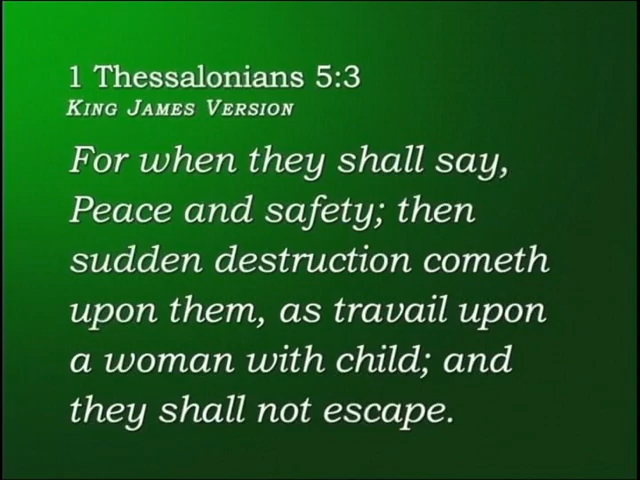 1 Thessalonians 5:3
KING JAMES VERSION
For when they shall say,
Peace and safety; then
sudden destruction cometh
upon them, as travail upon
a woman with child; and
they shall not escape.